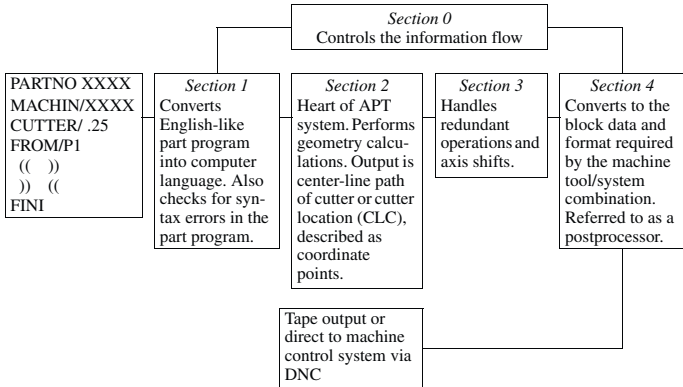 Section 0
Controls the information flow
PARTNO XXXX
MACHIN/XXXX
CUTTER/ .25
FROM/P1
(( ))
)) ((
FINI
Section 1
Converts
English-like
part program
into computer
language. Also
checks for syn-
tax errors in the
part program.
Section 2
Heart of APT
system. Performs
geometry calcu-
lations. Output is
center-line path
of cutter or cutter
location (CLC),
described as
coordinate
points.
Section 3
Handles
redundant
operations and
axis shifts.
Section 4
Converts to the
block data and
format required
by the machine
tool/system
combination.
Referred to as a
postprocessor.
Tape output or
direct to machine
control system via
DNC